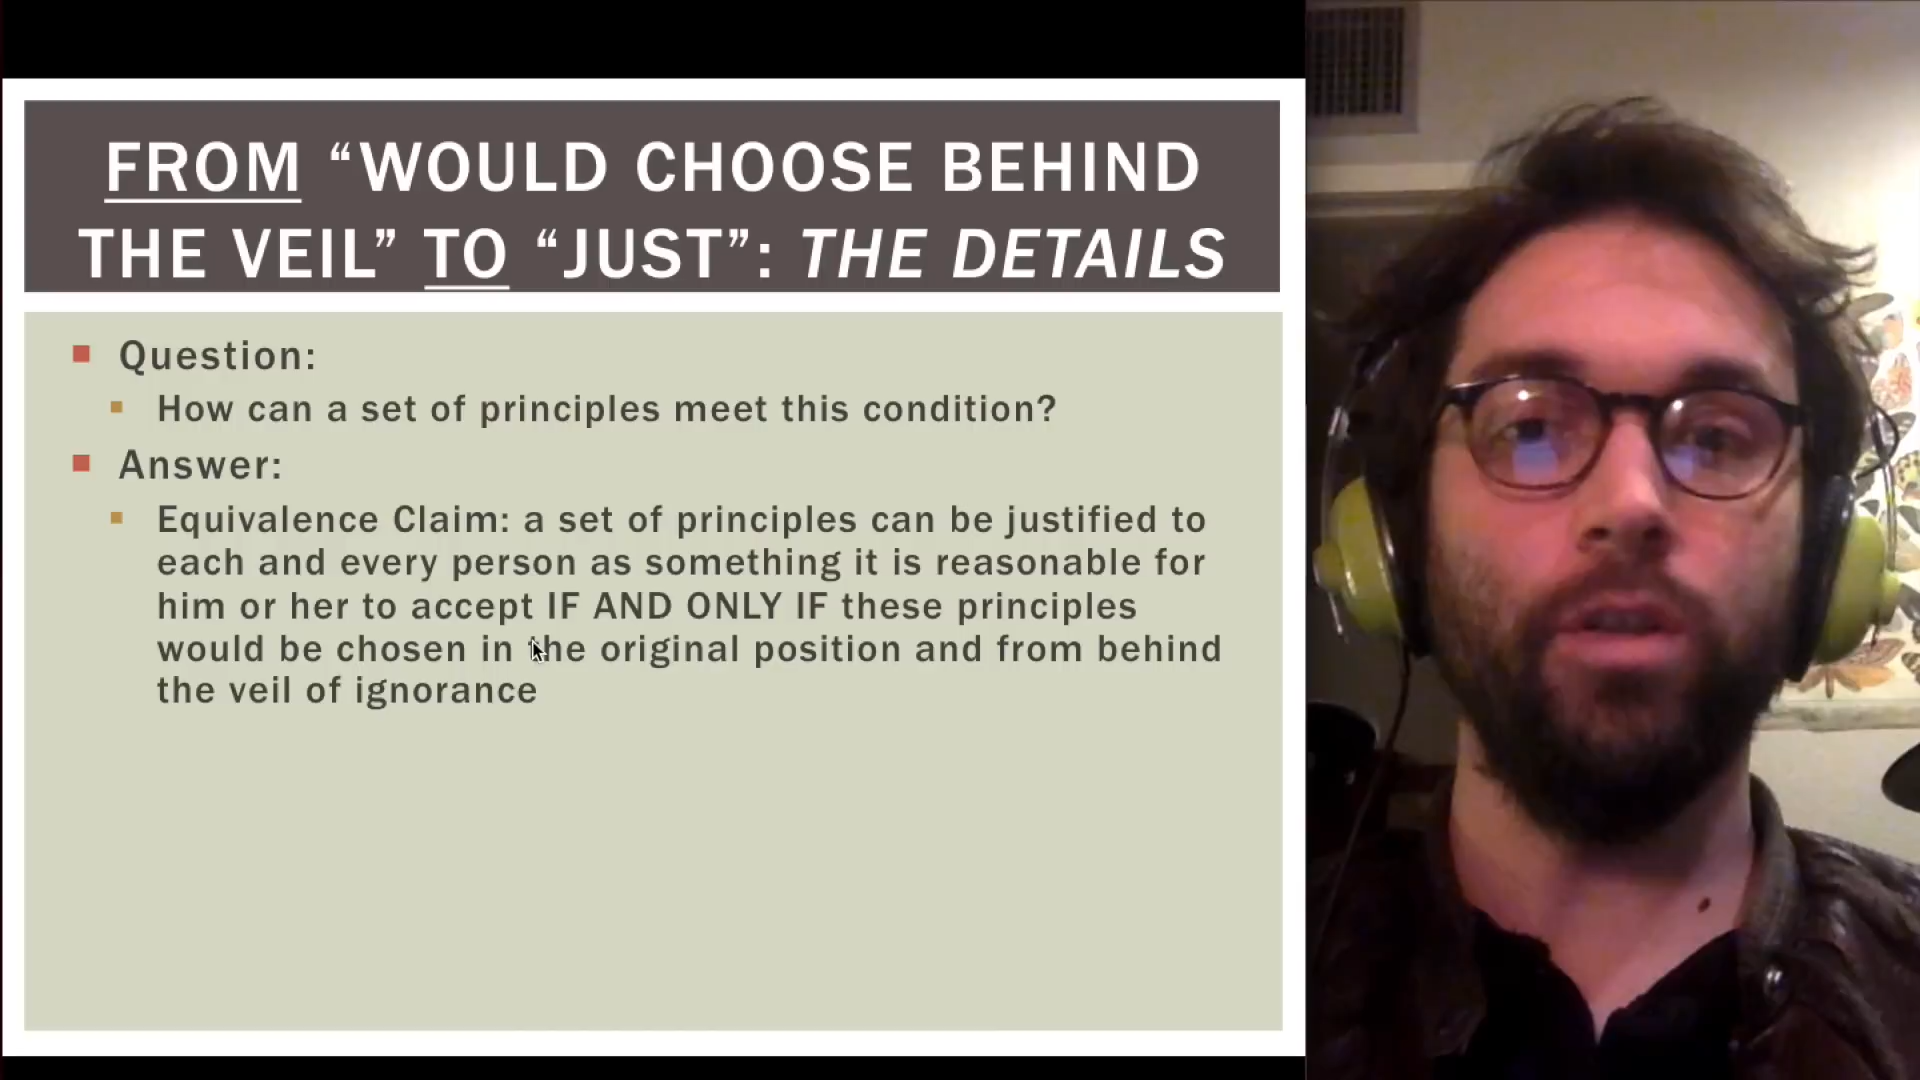 FROM “WOULD CHOOSE BEHIND
THE VEIL” TO “JUST”: THE DETAILS
Question:
How can a set of principles meet this condition?
Answer:
Equivalence Claim: a set of principles can be justified to
each and every person as something it is reasonable for
him or her to accept IF AND ONLY IF these principles
would be chosen in the original position and from behind
the veil of ignorance